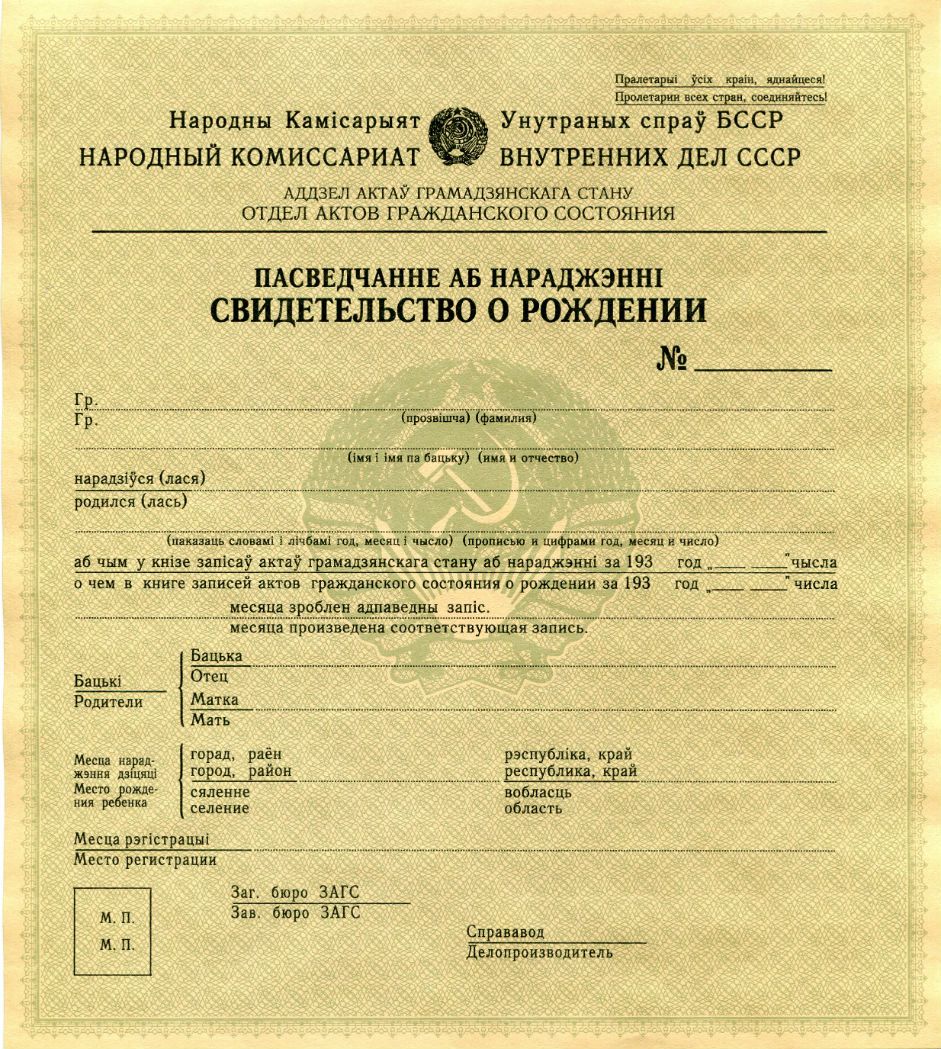 Пралетарыі ўсіх краін, яднайцеся!
Пролетарии всех стран, соединяйтесь!
Народны Камісарыят Унутраных спраў БССР
НАРОДНЫЙ КОМИССАРИАТ ВНУТРЕННИХ ДЕЛ СССР
АДДЗЕЛ АКТАЎ ГРАМАДЗЯНСКАГА СТАНУ
ОТДЕЛ АКТОВ ГРАЖДАНСКОГО СОСТОЯНИЯ
ПАСВЕДЧАННЕ АБ НАРАДЖЭННІ
СВИДЕТЕЛЬСТВО О РОЖДЕНИИ
№
Гр.
Гр.
(прозвішча) (фамилия)
(імя і імя па бацьку) (имя и отчество)
нарадзіўся (лася)
родился (лась)
(паказаць словамі і лічбамі год, месяц і чысло) (прописью и цифрами год, месяц и число)
аб чым у кнізе запісаў актаў грамадзянскага стану аб нараджэнні за 193 год „ ” чысла
о чем в книге записей актов гражданского состояния о рождении за 193 год „ ” числа
месяца зроблен адпаведны запіс.
месяца произведена соответствующая запись.
Бацькі
Родители
Бацька
Отец
Матка
Мать
Месца нарад-
жэння дзіцяці
Место рожде-
ния ребенка
горад, раён рэспубліка, край
город, район республика, край
сяленне вобласць
селение область
Месца рэгістрацыі
Место регистрации
М. П.
М. П.
Заг. бюро ЗАГС
Зав. бюро ЗАГС
Справавод
Делопроизводитель